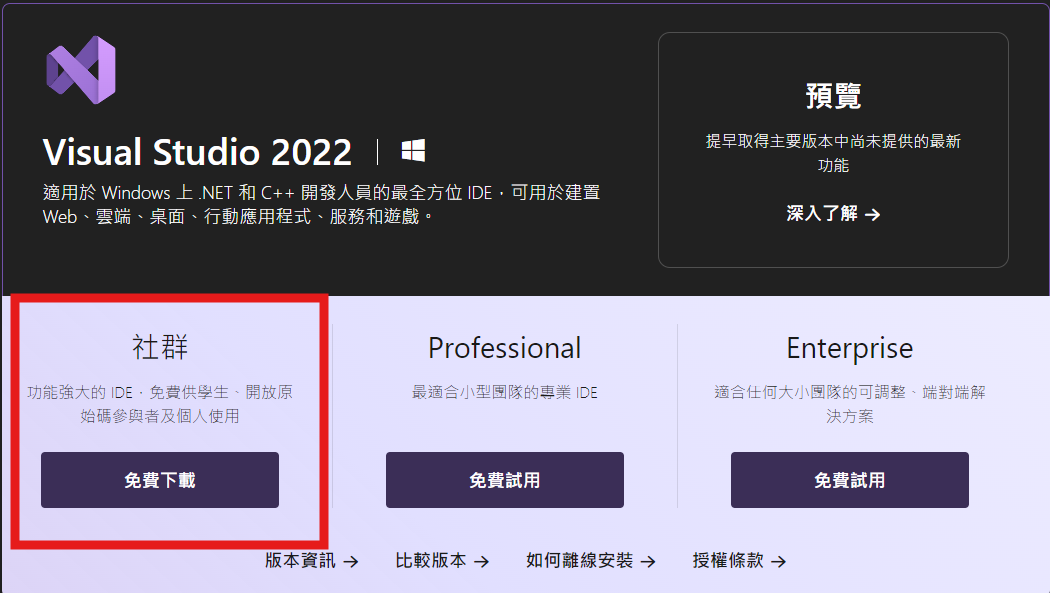 Visual Studio 2022
適用於 Windows 上 .NET 和 C++ 開發人員的最全方位 IDE，可用於建置
Web、雲端、桌面、行動應用程式、服務和遊戲。
預覽
提早取得主要版本中尚未提供的最新
功能
深入了解 →
社群
功能強大的 IDE，免費供學生、開放原
始碼參與者及個人使用
免費下載
Professional
最適合小型團隊的專業 IDE
免費試用
Enterprise
適合任何大小團隊的可調整、端對端解
決方案
免費試用
版本資訊 →
比較版本 →
如何離線安裝 →
授權條款 →